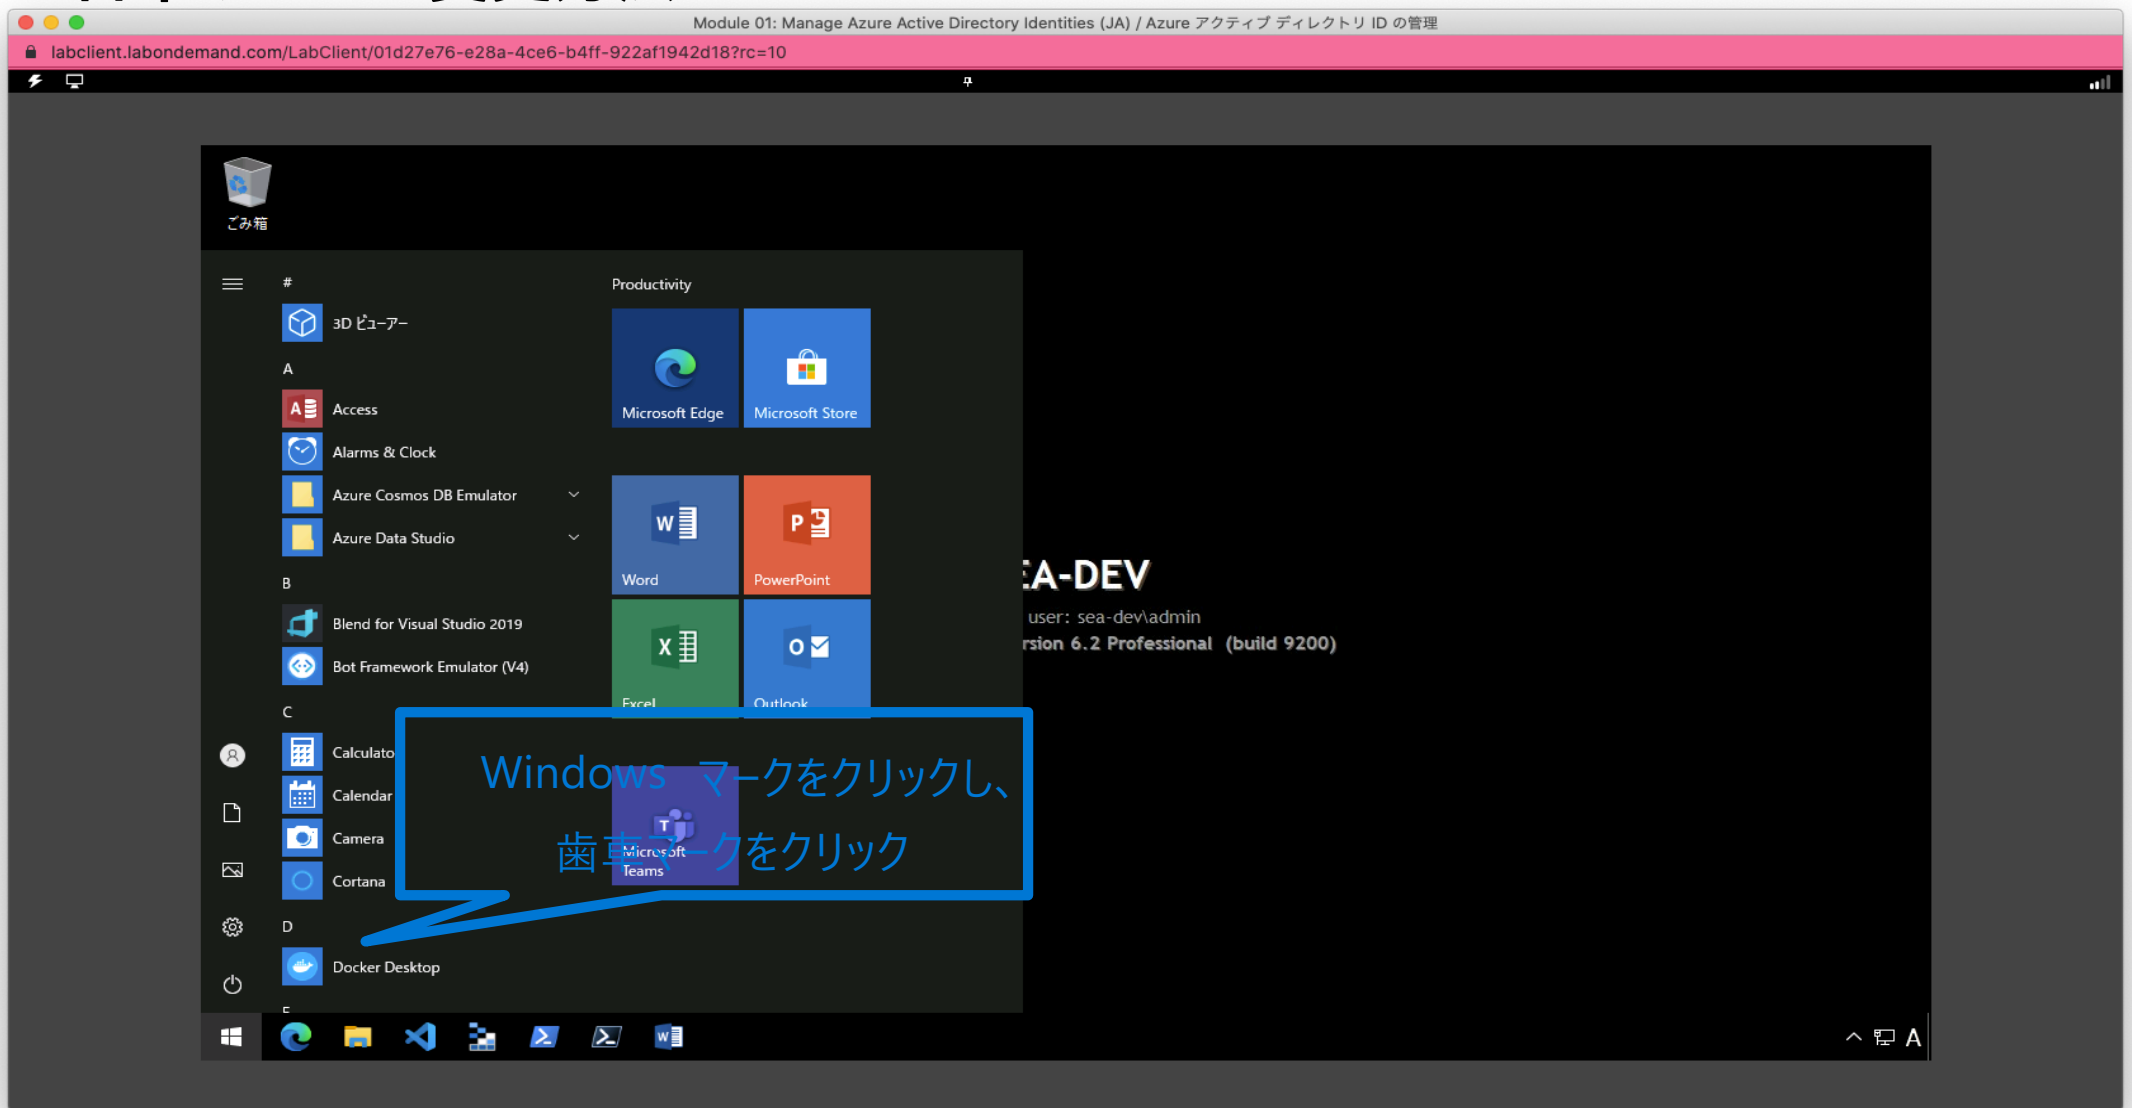 Module 01: Manage Azure Active Directory Identities (JA) / Azure アクティブ ディレクトリ ID の管理
labclient.labondemand.com/LabClient/01d27e76-e28a-4ce6-b4ff-922af1942d18?rc=10
ごみ箱
#
3D ビューアー
A
Access
Alarms & Clock
Azure Cosmos DB Emulator
Azure Data Studio
B
Blend for Visual Studio 2019
Bot Framework Emulator (V4)
C
Calculato
Calendar
Camera
Cortana
D
Docker Desktop
Productivity
Microsoft Edge
Microsoft Store
Word
PowerPoint
Excel
Outlook
Microsoft
Teams
Windows マークをクリックし、
歯車マークをクリック
EA-DEV
user: sea-dev\admin
rsion 6.2 Professional (build 9200)
A